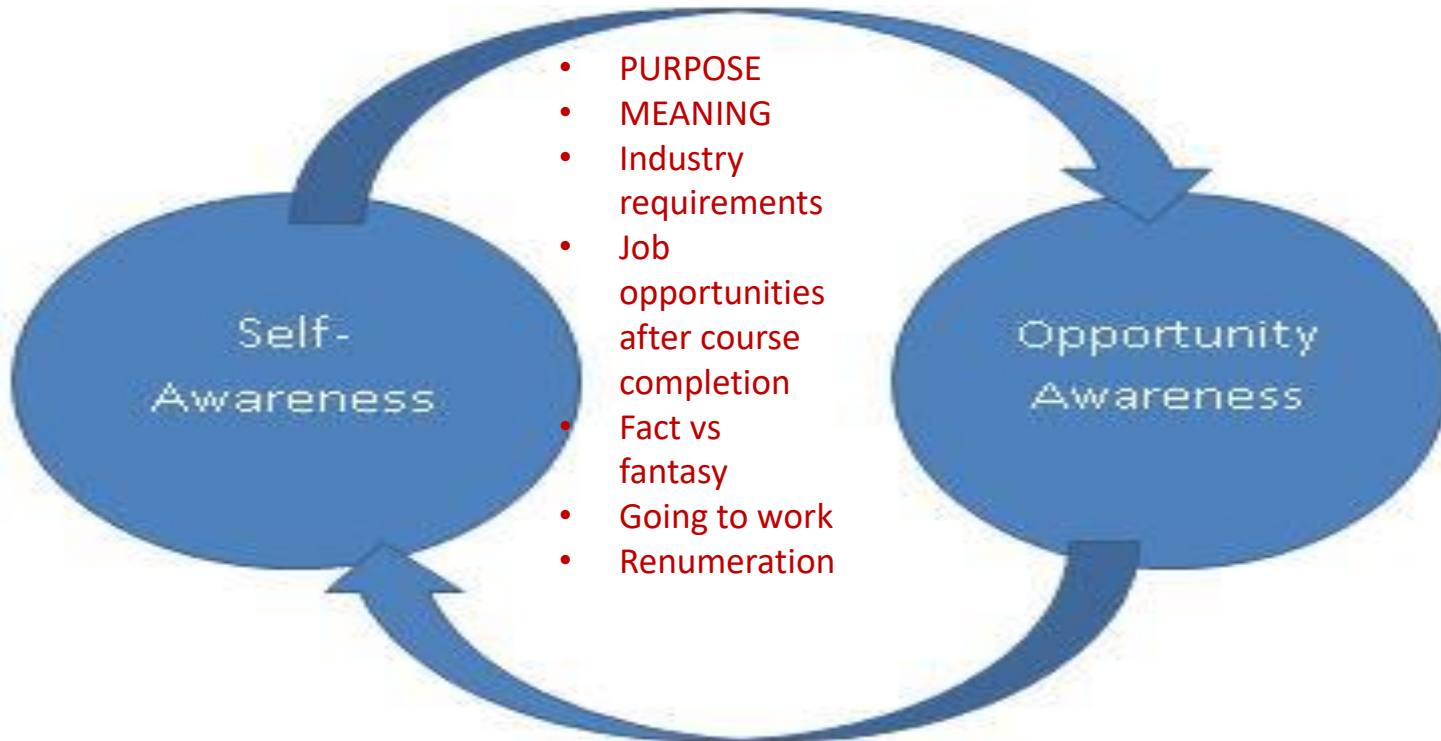 • PURPOSE
• MEANING
• Industry
requirements
• Job
opportunities
after course
completion
• Fact vs
fantasy
• Going to work
• Renumeration
Self-
Awareness
Opportunity
Awareness